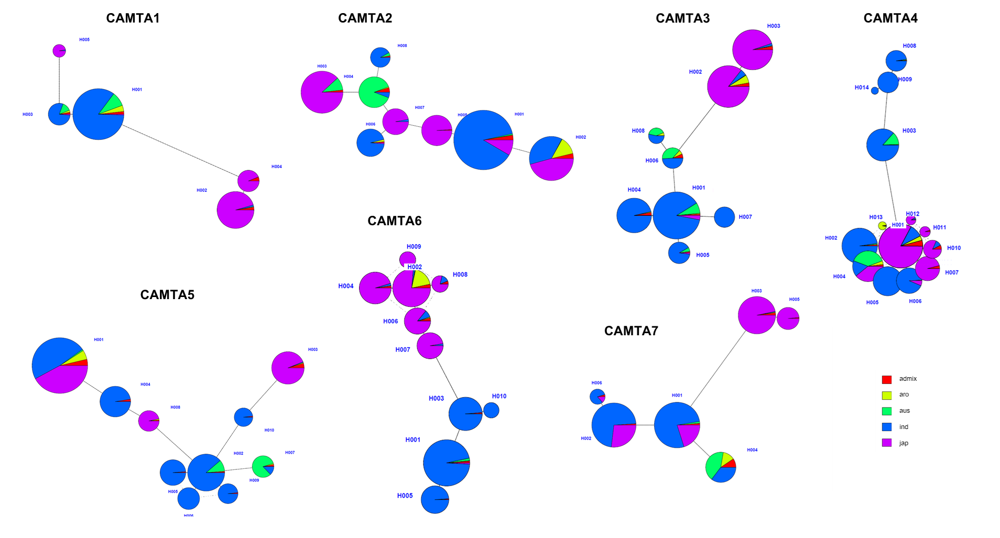 CAMTA1
H005
H001
H003
H004
H002
CAMTA2
H008
H003
H004
H007
H005
H001
H006
H002
CAMTA3
H003
H002
H008
H006
H001
H004
H007
H005
CAMTA4
H008
H009
H014
H003
H012
H013
H001
H011
H002
H010
H007
H004
H005
H006
CAMTA5
H001
H003
H004
H008
H010
H002
H007
H009
H005
H006
CAMTA6
H009
H002
H008
H004
H006
H007
H003
H010
H001
H005
CAMTA7
H003
H005
H006
H001
H002
H004
admix
aro
aus
ind
jap